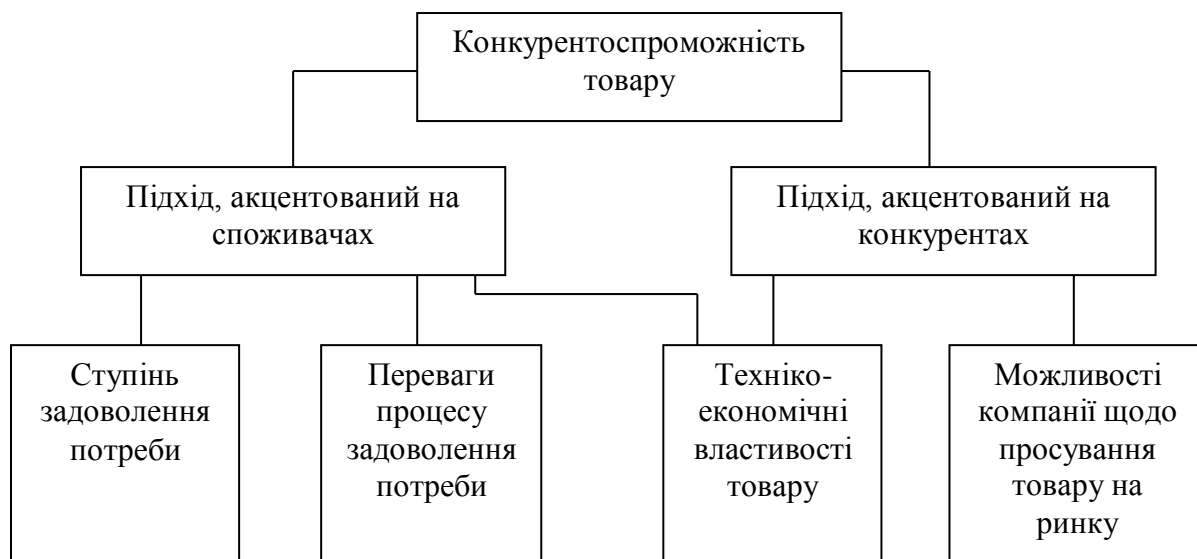 Конкурентоспроможність
товару
Підхід, акцентований на
споживачах
Підхід, акцентований на
конкурентах
Ступінь
задоволення
потреби
Переваги
процесу
задоволення
потреби
Техніко-
економічні
властивості
товару
Можливості
компанії щодо
просування
товару на
ринку